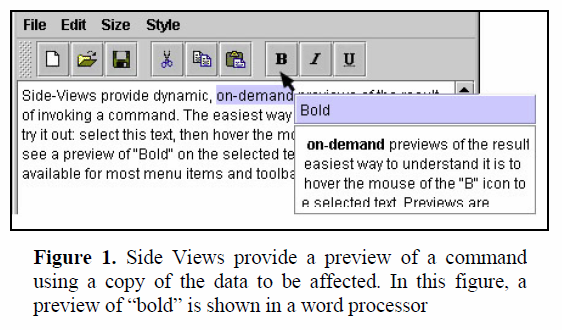 File Edit Size Style
B I U
Side-Views provide dynamic, on-demand previews of the result
of invoking a command. The easiest way
try it out: select this text, then hover the mo
see a preview of "Bold" on the selected te
available for most menu items and toolba
Bold
on-demand previews of the result
easiest way to understand it is to
hover the mouse of the "B" icon to
e selected text. Previews are
Figure 1. Side Views provide a preview of a command
using a copy of the data to be affected. In this figure, a
preview of “bold” is shown in a word processor